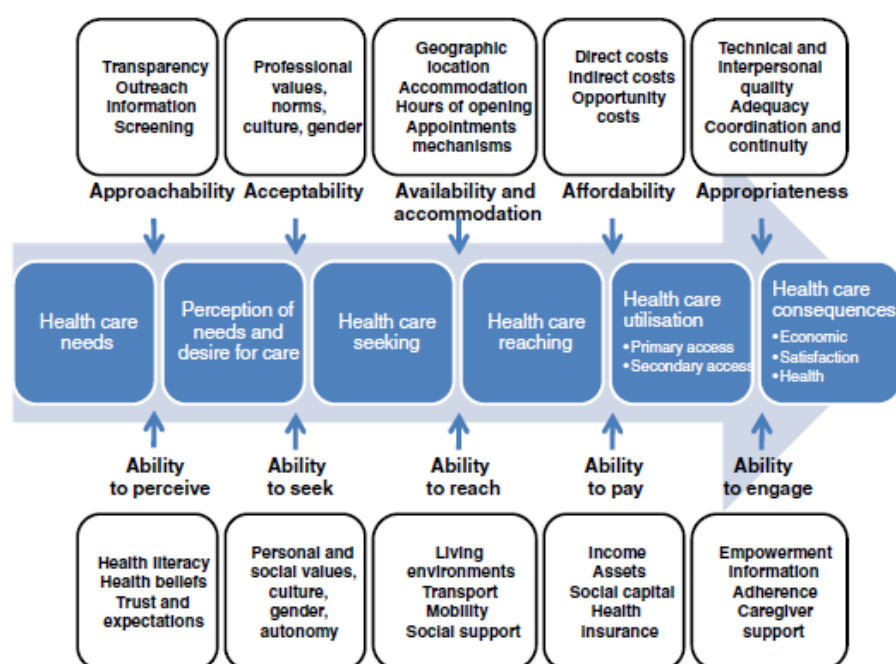 Transparency
Outreach
Information
Screening
Professional
values,
norms,
culture, gender
Geographic
location
Accommodation
Hours of opening
Appointments
mechanisms
Direct costs
Indirect costs
Opportunity
costs
Technical and
interpersonal
quality
Adequacy
Coordination and
continuity
Approachability
Acceptability
Availability and
accommodation
Affordability
Appropriateness
Health care
needs
Perception of
needs and
desire for care
Health care
seeking
Health care
reaching
Health care
utilisation
•Primary access
•Secondary access
Health care
consequences
•Economic
•Satisfaction
•Health
Ability
to perceive
Ability
to seek
Ability
to reach
Ability
to pay
Ability
to engage
Health literacy
Health beliefs
Trust and
expectations
Personal and
social values,
culture,
gender,
autonomy
Living
environments
Transport
Mobility
Social support
Income
Assets
Social capital
Health
Insurance
Empowerment
Information
Adherence
Caregiver
support